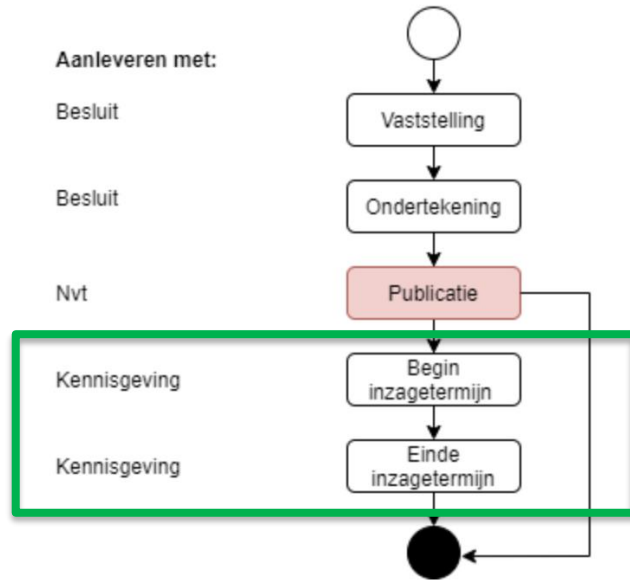 Aanleveren met:
Besluit
Vaststelling
Besluit
Ondertekening
Nvt
Publicatie
Kennisgeving
Begin
inzagetermijn
Kennisgeving
Einde
inzagetermijn